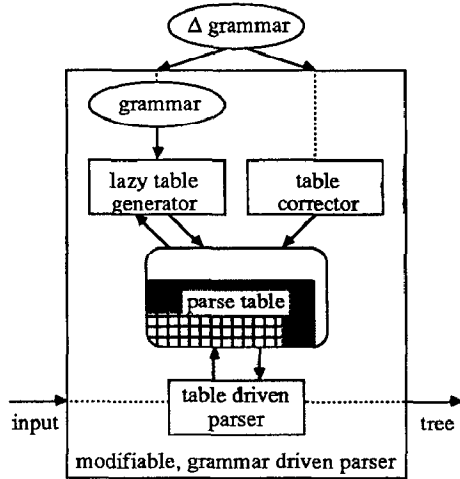 Δ grammar
grammar
lazy table
generator
table
corrector
parse table
table driven
parser
input
tree
modifiable, grammar driven parser